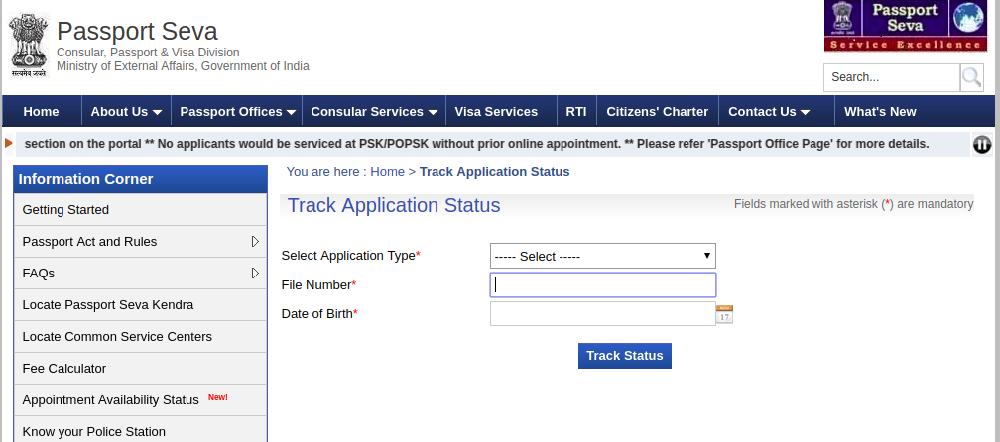 सत्यमेव जयते
Passport Seva
Consular, Passport & Visa Division
Ministry of External Affairs, Government of India
Passport
Seva
Service Excellence
Search...
Home About Us Passport Offices Consular Services Visa Services RTI Citizens' Charter Contact Us What's New
section on the portal ** No applicants would be serviced at PSK/POPSK without prior online appointment. ** Please refer 'Passport Office Page' for more details.
Information Corner
Getting Started
Passport Act and Rules
FAQs
Locate Passport Seva Kendra
Locate Common Service Centers
Fee Calculator
Appointment Availability Status New!
Know your Police Station
You are here : Home > Track Application Status
Track Application Status
Fields marked with asterisk (*) are mandatory
Select Application Type*
----- Select -----
File Number*
Date of Birth*
17
Track Status